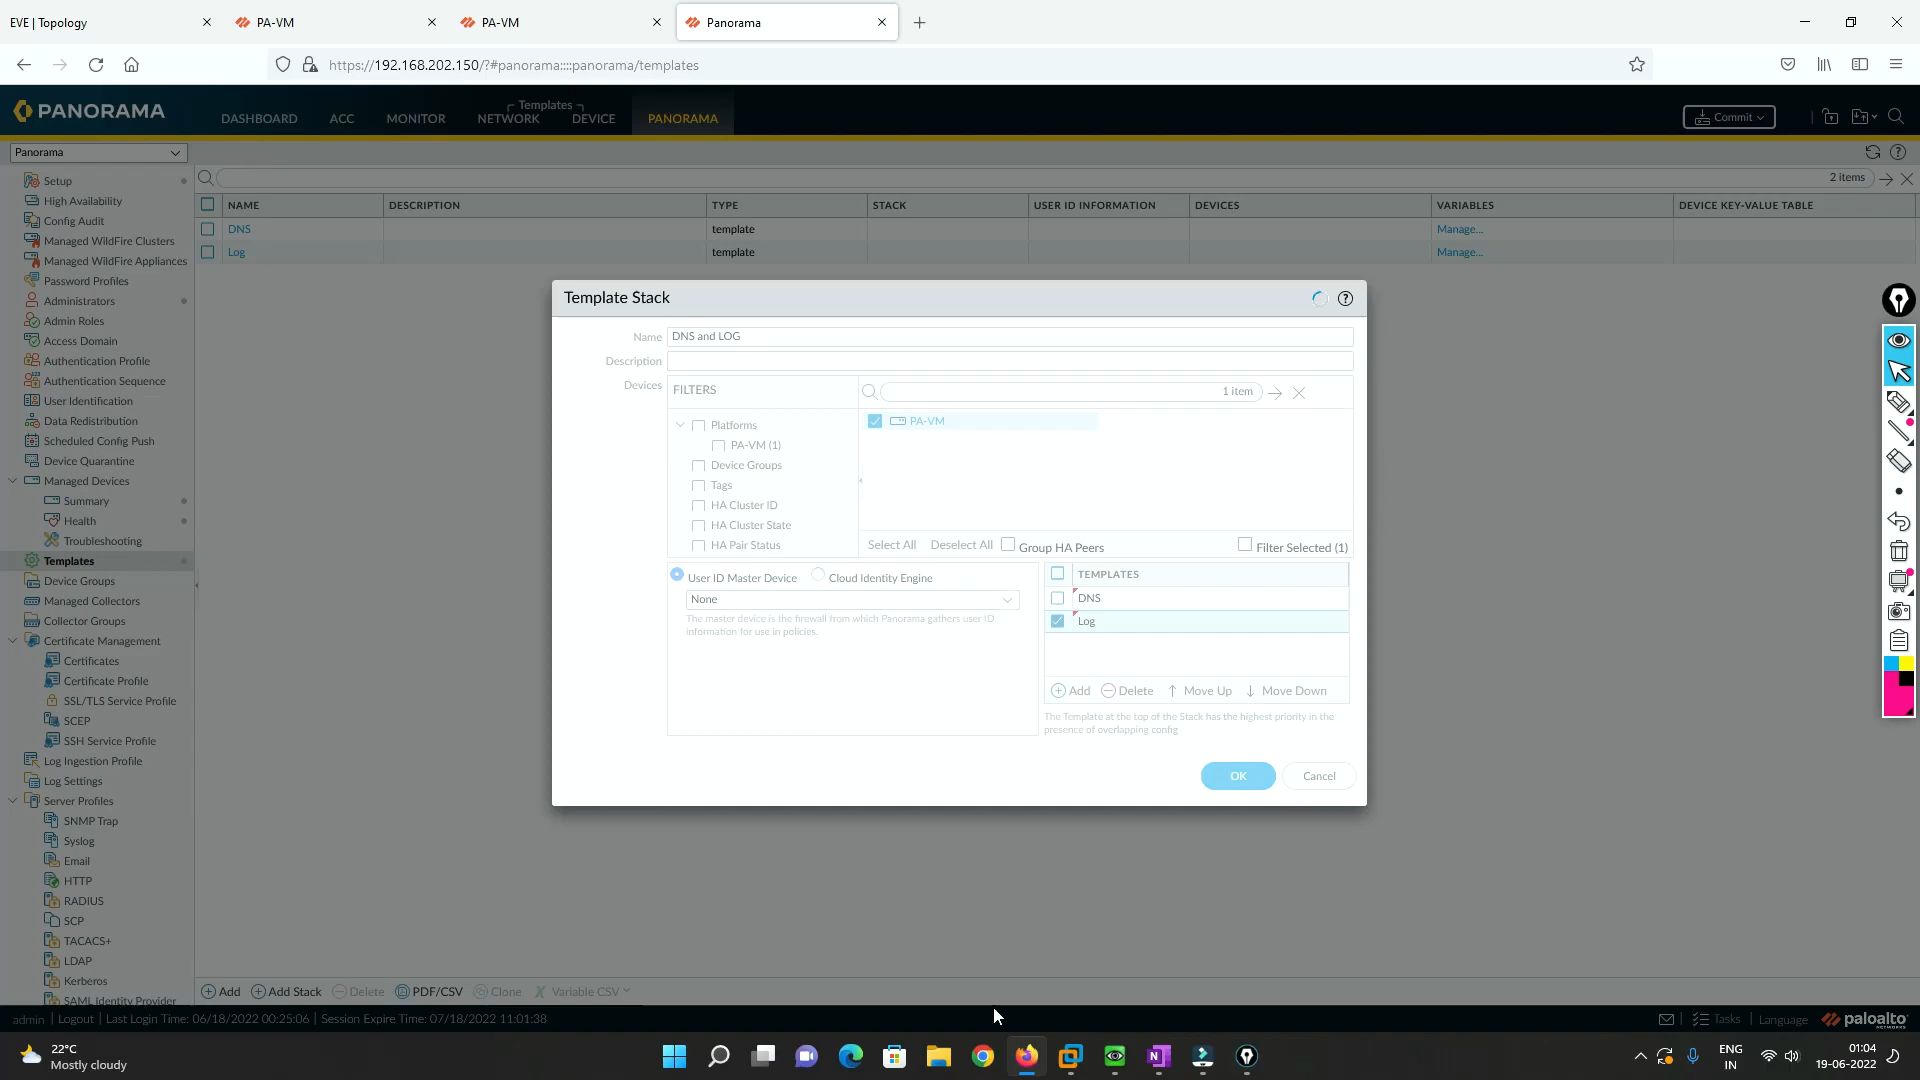 EVE | Topology
PA-VM
PA-VM
Panorama
https://192.168.202.150/?#panorama::::panorama/templates
PANORAMA
DASHBOARD
ACC
MONITOR
Templates
NETWORK
DEVICE
PANORAMA
Commit
Panorama
Setup
High Availability
Config Audit
Managed WildFire Clusters
Managed WildFire Appliances
Password Profiles
Administrators
Admin Roles
Access Domain
Authentication Profile
Authentication Sequence
User Identification
Data Redistribution
Scheduled Config Push
Device Quarantine
Managed Devices
Summary
Health
Troubleshooting
Templates
Device Groups
Managed Collectors
Collector Groups
Certificate Management
Certificates
Certificate Profile
SSL/TLS Service Profile
SCEP
SSH Service Profile
Log Ingestion Profile
Log Settings
Server Profiles
SNMP Trap
Syslog
Email
HTTP
RADIUS
SCP
TACACS+
LDAP
Kerberos
SAML Identity Provider
2 items
NAME DESCRIPTION TYPE STACK USER ID INFORMATION DEVICES VARIABLES DEVICE KEY-VALUE TABLE
DNS template Manage...
Log template Manage...
Template Stack
Name DNS and LOG
Description
Devices
FILTERS
Platforms
PA-VM (1)
Device Groups
Tags
HA Cluster ID
HA Cluster State
HA Pair Status
1 item
PA-VM
Select All Deselect All Group HA Peers Filter Selected (1)
User ID Master Device Cloud Identity Engine
None
The master device is the firewall from which Panorama gathers user ID
information for use in policies.
TEMPLATES
DNS
Log
Add Delete Move Up Move Down
The Template at the top of the Stack has the highest priority in the
presence of overlapping config
OK Cancel
Add Add Stack Delete PDF/CSV Clone Variable CSV
admin | Logout | Last Login Time: 06/18/2022 00:25:06 | Session Expire Time: 07/18/2022 11:01:38
Tasks | Language paloalto NETWORKS
22°C
Mostly cloudy
ENG
IN
01:04
19-06-2022